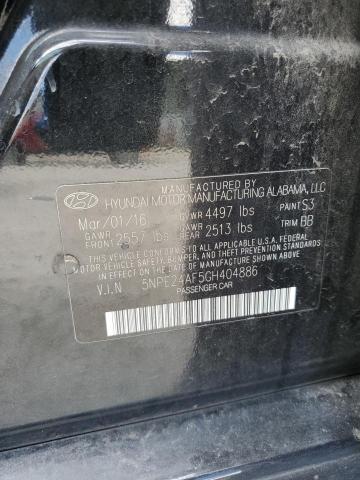 MANUFACTURED BY
HYUNDAI MOTOR MANUFACTURING ALABAMA, LLC
Mar/01/16 GVWR 4497 lbs PAINT S3
GAWR FRONT 2557 lbs GAWR REAR 2513 lbs TRIM BB
THIS VEHICLE CONFORMS TO ALL APPLICABLE FEDERAL
MOTOR VEHICLE SAFETY, BUMPER, AND THEFT PREVENTION
STANDARDS IN EFFECT ON THE DATE OF MANUFACTURE SHOWN ABOVE.
V.I.N 5NPE24AF5GH404886
PASSENGER CAR